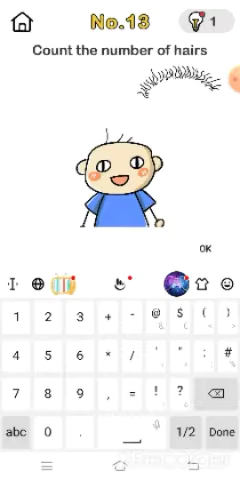 No.13
1
Count the number of hairs
OK
1 2 3 + - @ $ ( )
4 5 6 * / ' " : ; #
7 8 9 , = ! ? 
abc 0 . 1/2 Done